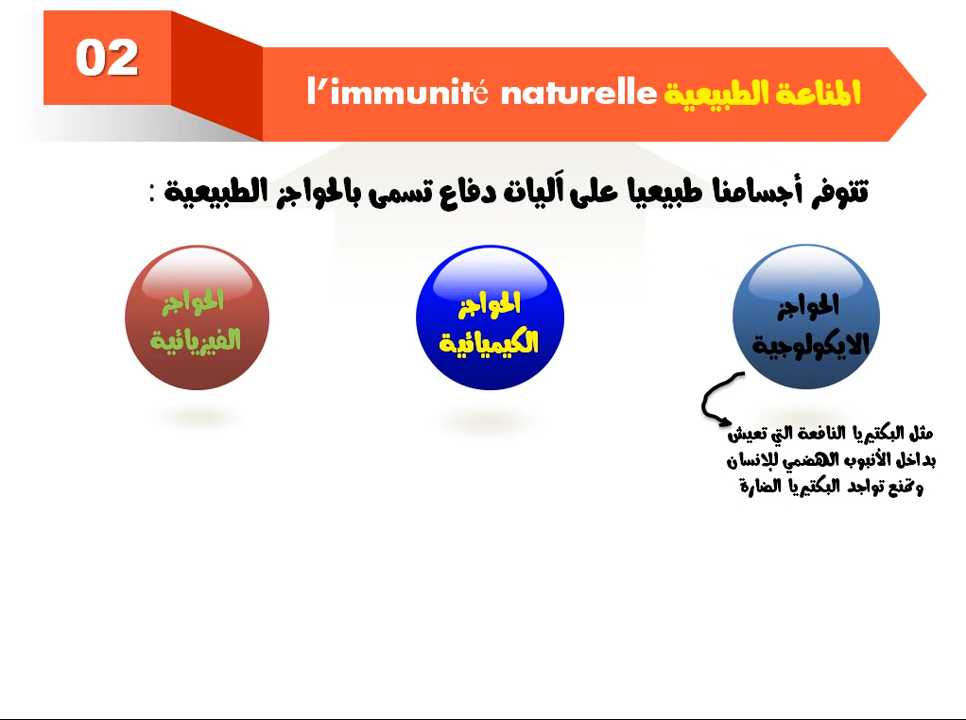 02
المناعة الطبيعية l’immunité naturelle
تتوفر أجسامنا طبيعيا على آليات دفاع تسمى بالحواجز الطبيعية :
الحواجز
الايكولوجية
الحواجز
الكيميائية
الحواجز
الفيزيائية
مثل البكتيريا النافعة التي تعيش
بداخل الأنبوب الهضمي للإنسان
وتمنع تواجد البكتيريا الضارة